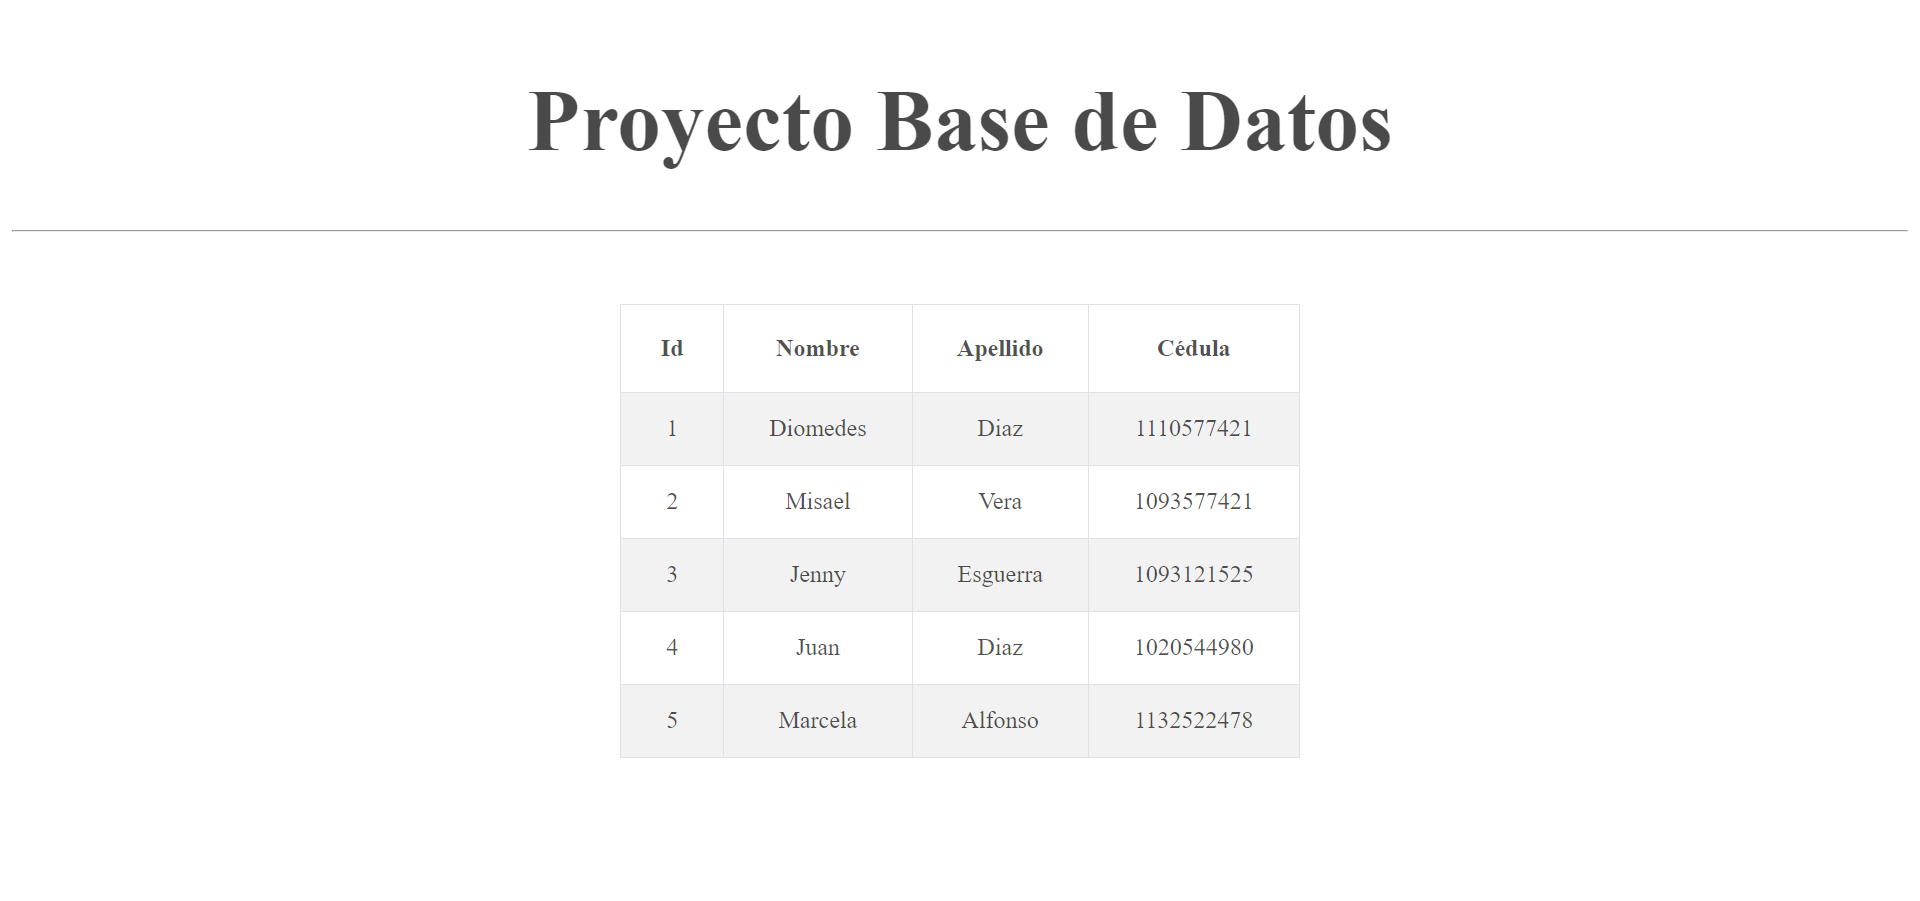 Proyecto Base de Datos
Id Nombre Apellido Cédula
1 Diomedes Diaz 1110577421
2 Misael Vera 1093577421
3 Jenny Esguerra 1093121525
4 Juan Diaz 1020544980
5 Marcela Alfonso 1132522478